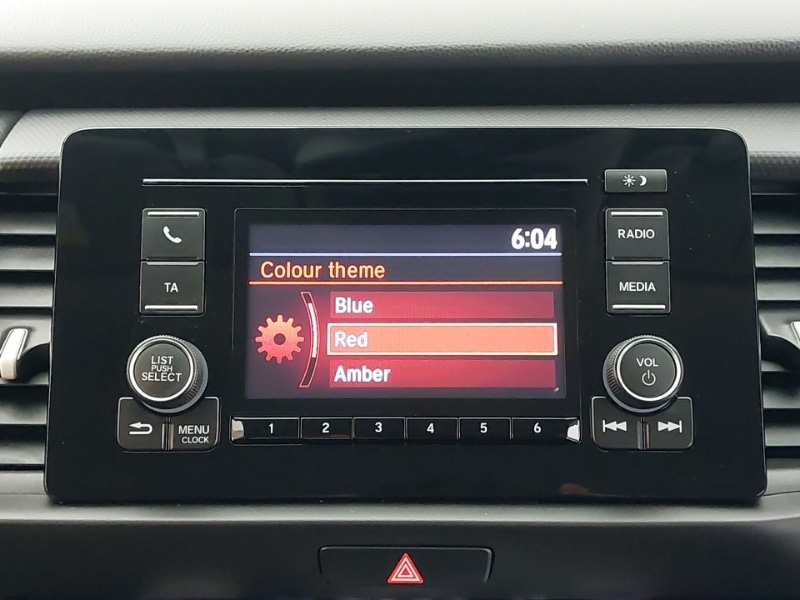 6:04
Colour theme
Blue
Red
Amber
TA
LIST
PUSH
SELECT
MENU
CLOCK
1 2 3 4 5 6
RADIO
MEDIA
VOL